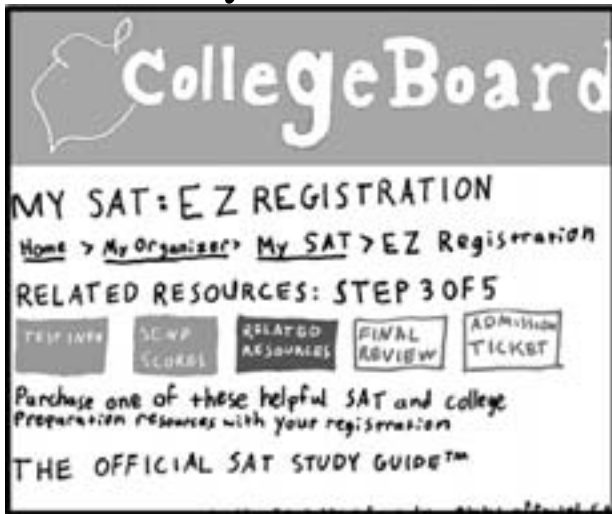 CollegeBoard
MY SAT: EZ REGISTRATION
Home > My Organizer> My SAT > EZ Registration
RELATED RESOURCES: STEP 3 OF 5
TEST INFO
SEND SCORES
RELATED RESOURCES
FINAL REVIEW
ADMISSION TICKET
Purchase one of these helpful SAT and college
Preparation resources with your registration
THE OFFICIAL SAT STUDY GUIDE™